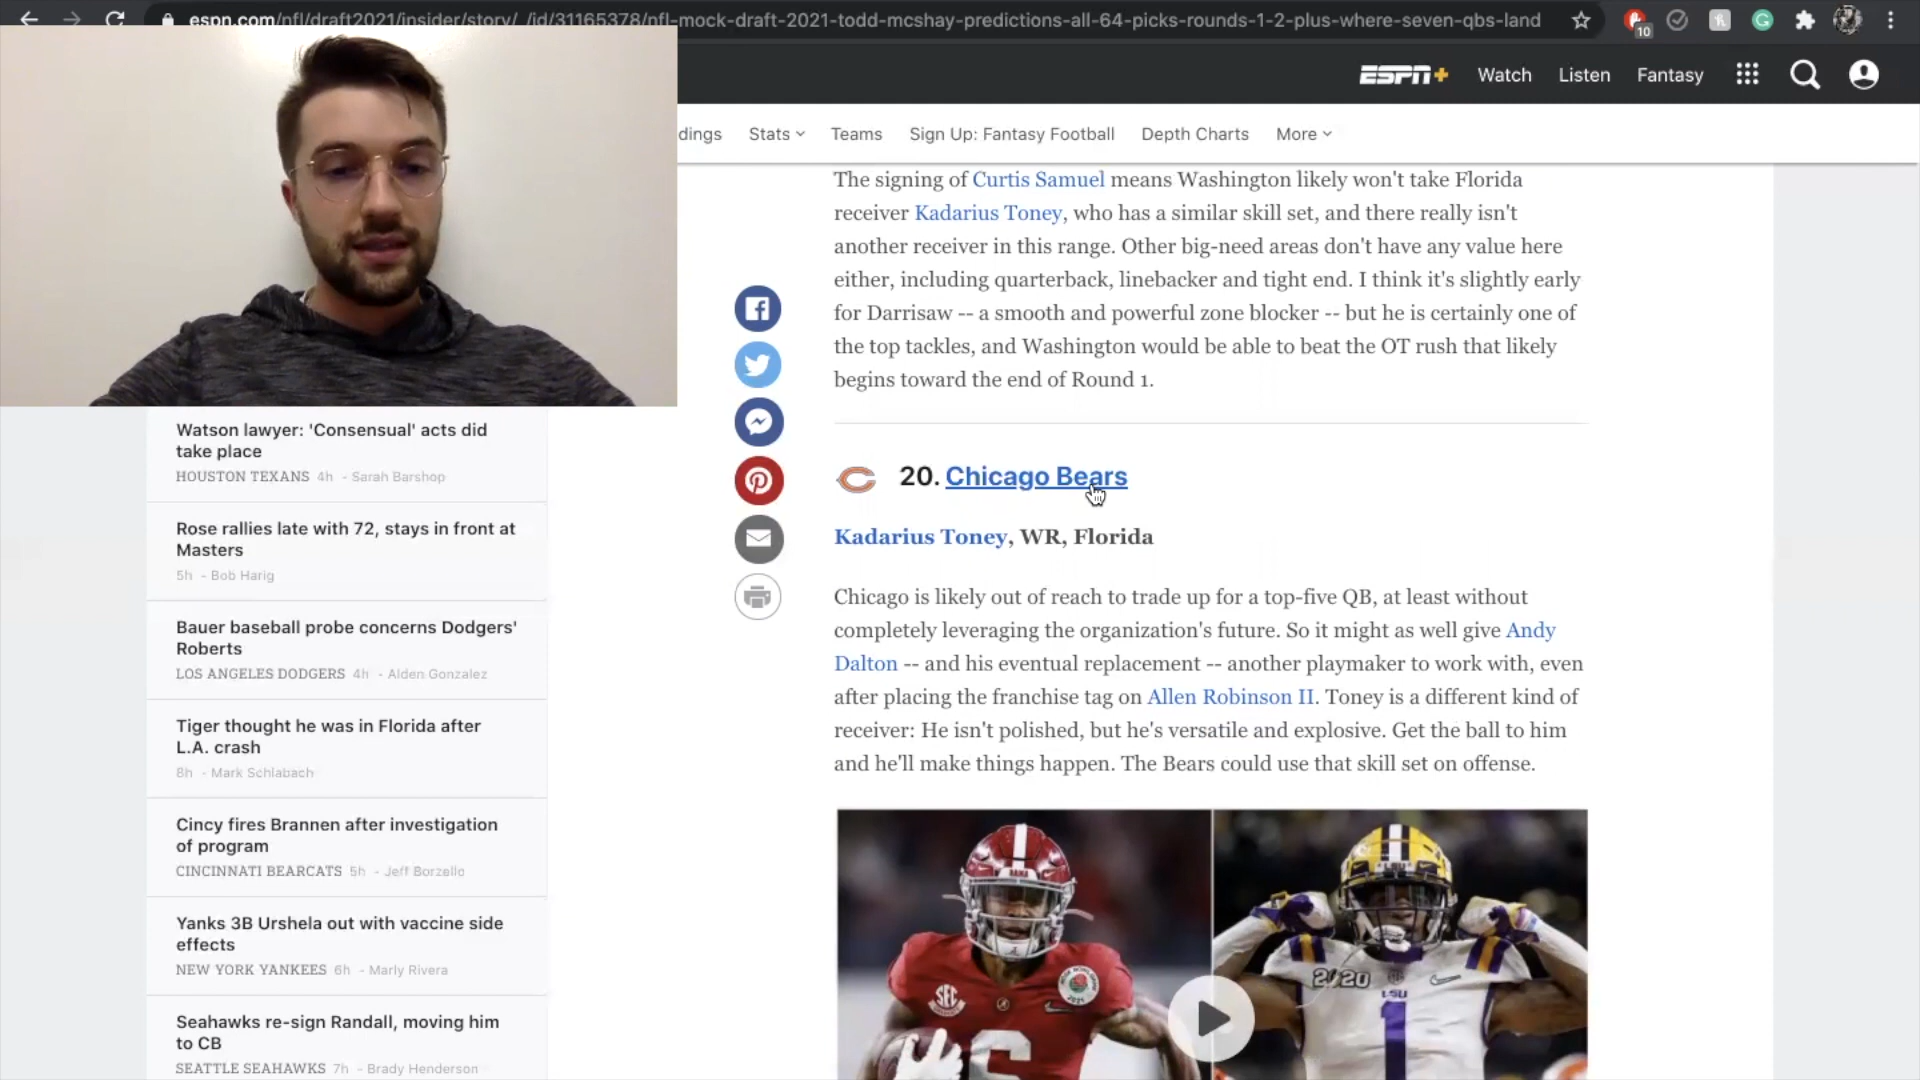 espn.com/nfl/draft2021/insider/story/_/id/31165378/nfl-mock-draft-2021-todd-mcshay-predictions-all-64-picks-rounds-1-2-plus-where-seven-qbs-land
10
ESPN+ Watch Listen Fantasy
dings Stats Teams Sign Up: Fantasy Football Depth Charts More
The signing of Curtis Samuel means Washington likely won't take Florida
receiver Kadarius Toney, who has a similar skill set, and there really isn't
another receiver in this range. Other big-need areas don't have any value here
either, including quarterback, linebacker and tight end. I think it's slightly early
for Darrisaw -- a smooth and powerful zone blocker -- but he is certainly one of
the top tackles, and Washington would be able to beat the OT rush that likely
begins toward the end of Round 1.
20. Chicago Bears
Kadarius Toney, WR, Florida
Chicago is likely out of reach to trade up for a top-five QB, at least without
completely leveraging the organization's future. So it might as well give Andy
Dalton -- and his eventual replacement -- another playmaker to work with, even
after placing the franchise tag on Allen Robinson II. Toney is a different kind of
receiver: He isn't polished, but he's versatile and explosive. Get the ball to him
and he'll make things happen. The Bears could use that skill set on offense.
Watson lawyer: 'Consensual' acts did
take place
HOUSTON TEXANS 4h - Sarah Barshop
Rose rallies late with 72, stays in front at
Masters
5h - Bob Harig
Bauer baseball probe concerns Dodgers'
Roberts
LOS ANGELES DODGERS 4h - Alden Gonzalez
Tiger thought he was in Florida after
L.A. crash
8h - Mark Schlabach
Cincy fires Brannen after investigation
of program
CINCINNATI BEARCATS 5h - Jeff Borzello
Yanks 3B Urshela out with vaccine side
effects
NEW YORK YANKEES 6h - Marly Rivera
Seahawks re-sign Randall, moving him
to CB
SEATTLE SEAHAWKS 7h - Brady Henderson
BAMA
SEC
6
2020
LSU
1